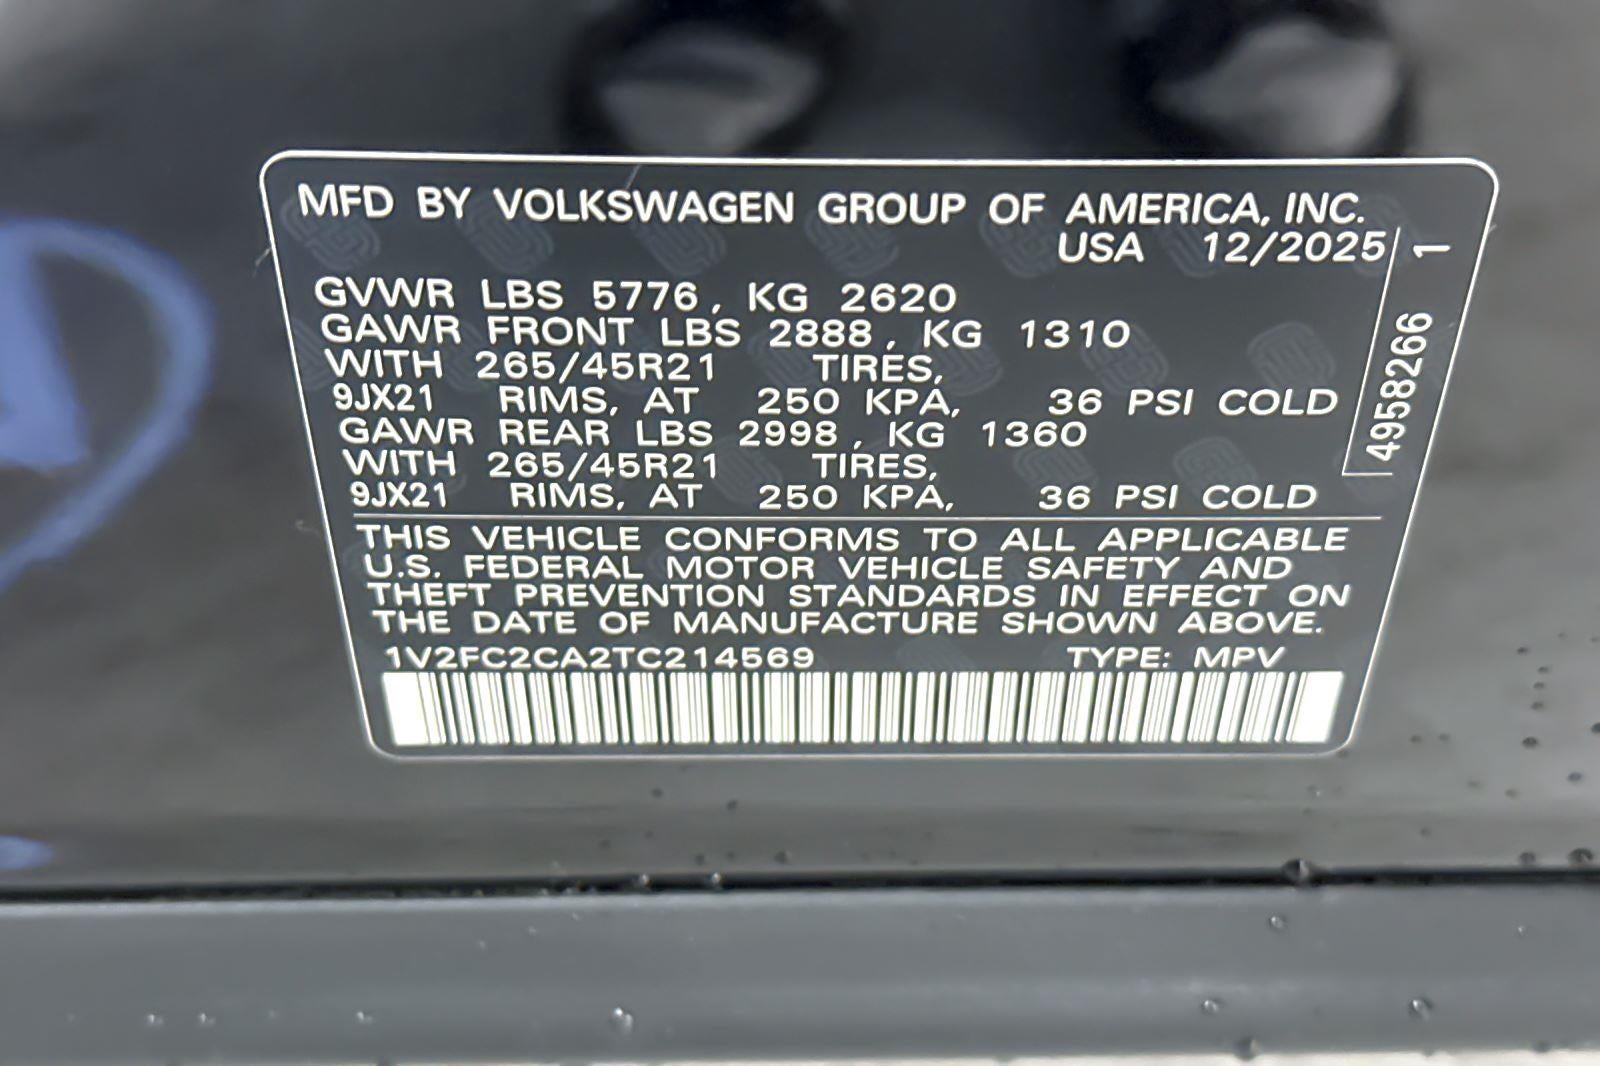 MFD BY VOLKSWAGEN GROUP OF AMERICA, INC.
USA 12/2025
GVWR LBS 5776, KG 2620
GAWR FRONT LBS 2888, KG 1310
WITH 265/45R21 TIRES,
9JX21 RIMS, AT 250 KPA, 36 PSI COLD
GAWR REAR LBS 2998, KG 1360
WITH 265/45R21 TIRES,
9JX21 RIMS, AT 250 KPA, 36 PSI COLD
THIS VEHICLE CONFORMS TO ALL APPLICABLE
U.S. FEDERAL MOTOR VEHICLE SAFETY AND
THEFT PREVENTION STANDARDS IN EFFECT ON
THE DATE OF MANUFACTURE SHOWN ABOVE.
1V2FC2CA2TC214569 TYPE: MPV
4958266 1